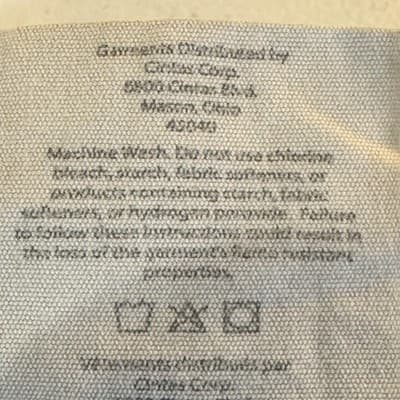 Garments Distributed by
Cintas Corp.
6800 Cintas Blvd.
Mason, Ohio
45040
Machine Wash. Do not use chlorine
bleach, starch, fabric softeners, or
products containing starch, fabric
softeners, or hydrogen peroxide. Failure
to follow these instructions could result in
the loss of the garment's flame resistant
properties.
Vêtements distribués par
Cintas Corp.